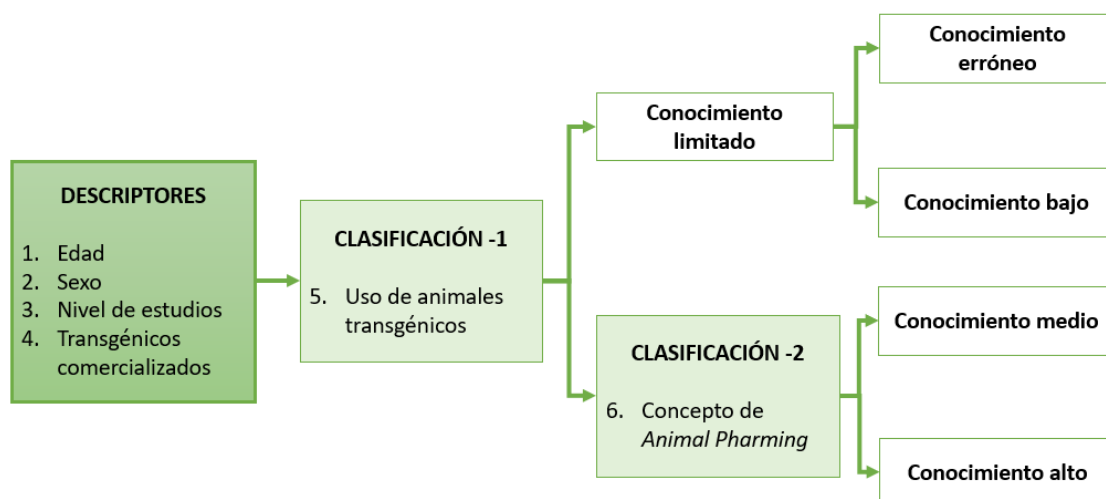 DESCRIPTORES
1. Edad
2. Sexo
3. Nivel de estudios
4. Transgénicos
comercializados
CLASIFICACIÓN -1
5. Uso de animales
transgénicos
Conocimiento
limitado
CLASIFICACIÓN -2
6. Concepto de
Animal Pharming
Conocimiento
erróneo
Conocimiento bajo
Conocimiento medio
Conocimiento alto